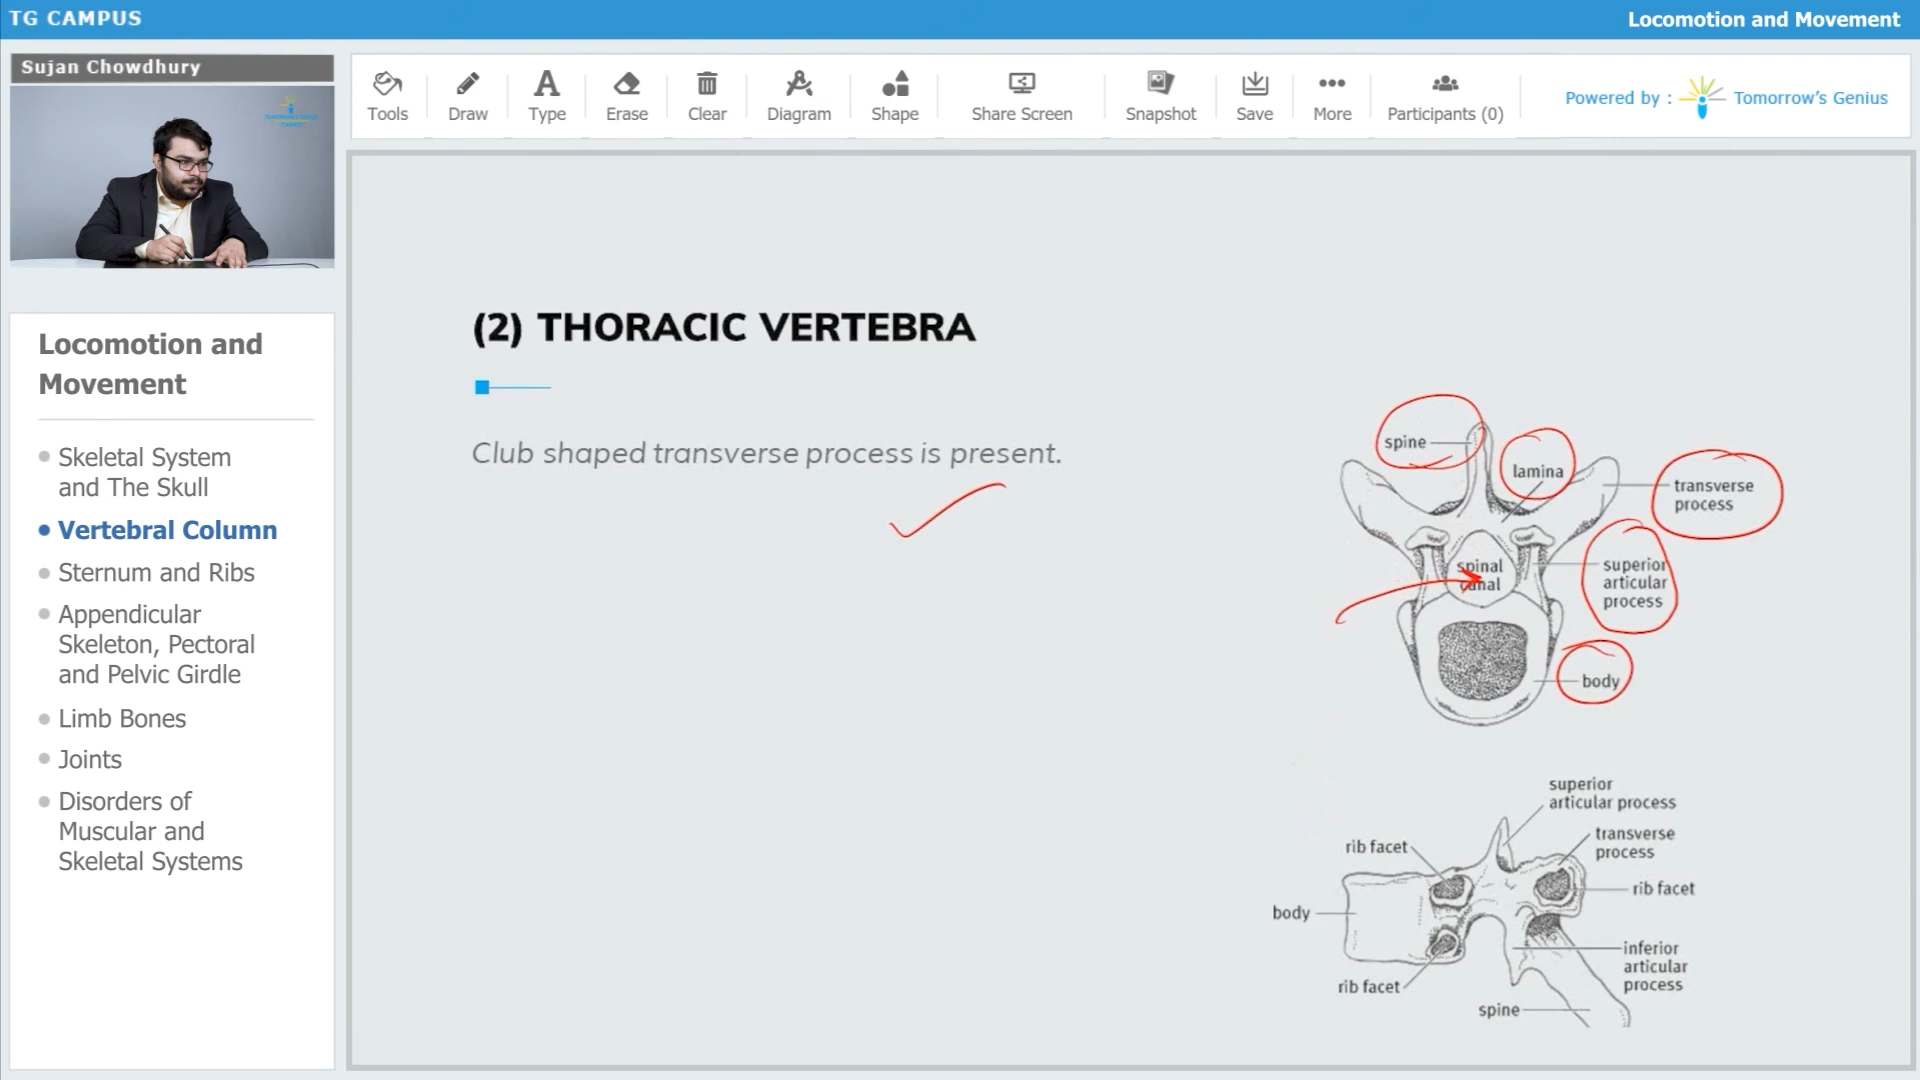 TG CAMPUS
Locomotion and Movement
Sujan Chowdhury
Tools
Draw
Type
Erase
Clear
Diagram
Shape
Share Screen
Snapshot
Save
More
Participants (0)
Powered by :
Tomorrow's Genius
Locomotion and
Movement
Skeletal System
and The Skull
Vertebral Column
Sternum and Ribs
Appendicular
Skeleton, Pectoral
and Pelvic Girdle
Limb Bones
Joints
Disorders of
Muscular and
Skeletal Systems
(2) THORACIC VERTEBRA
Club shaped transverse process is present.
spine
lamina
transverse
process
spinal
canal
superior
articular
process
body
superior
articular process
transverse
process
rib facet
rib facet
body
inferior
articular
process
rib facet
spine